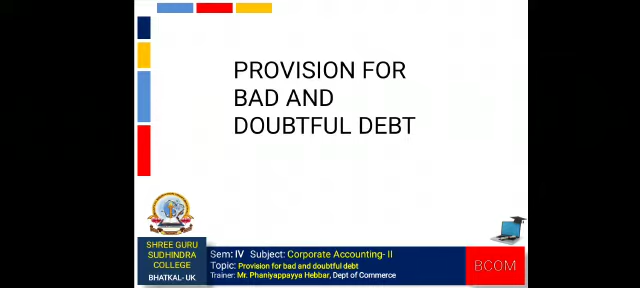 PROVISION FOR
BAD AND
DOUBTFUL DEBT
SHREE GURU
SUDHINDRA
COLLEGE
BHATKAL- UK
Sem: IV Subject: Corporate Accounting- II
Topic: Provision for bad and doubtful debt
Trainer: Mr. Phaniyappayya Hebbar, Dept of Commerce
BCOM